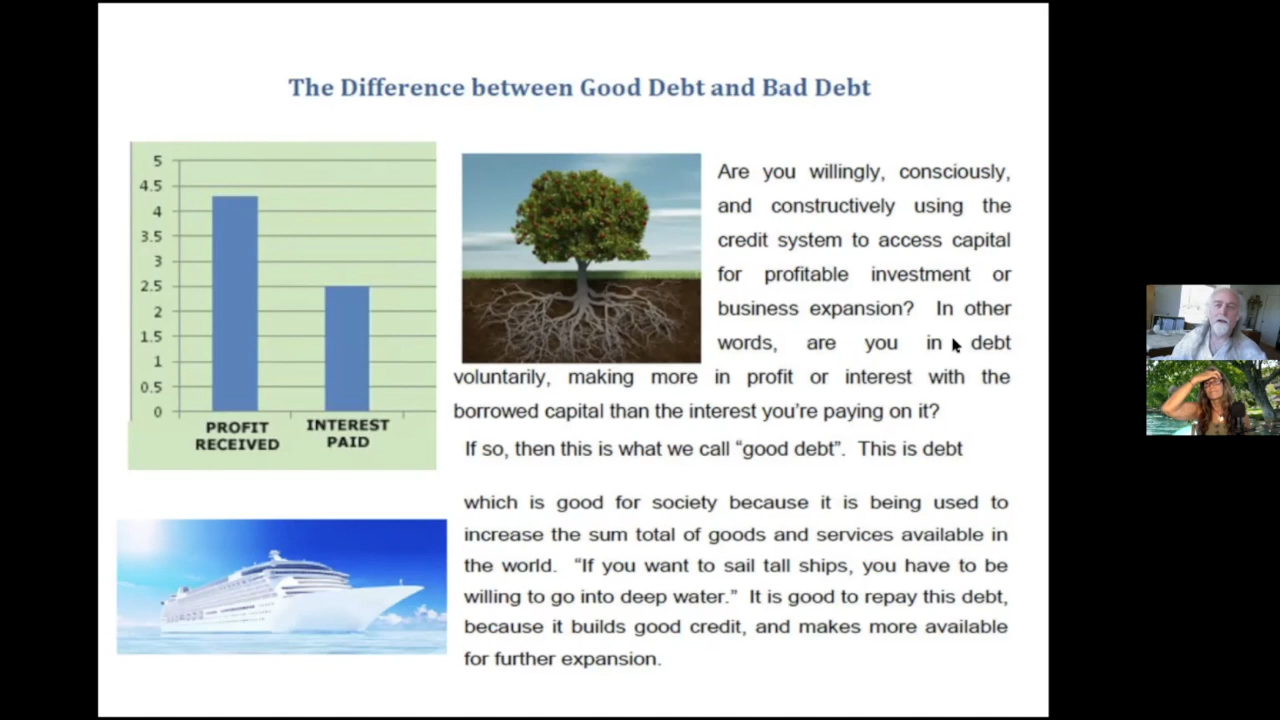 The Difference between Good Debt and Bad Debt
5
4.5
4
3.5
3
2.5
2
1.5
1
0.5
0
PROFIT
RECEIVED
INTEREST
PAID
Are you willingly, consciously,
and constructively using the
credit system to access capital
for profitable investment or
business expansion? In other
words, are you in debt
voluntarily, making more in profit or interest with the
borrowed capital than the interest you’re paying on it?
If so, then this is what we call “good debt”. This is debt
which is good for society because it is being used to
increase the sum total of goods and services available in
the world. “If you want to sail tall ships, you have to be
willing to go into deep water.” It is good to repay this debt,
because it builds good credit, and makes more available
for further expansion.